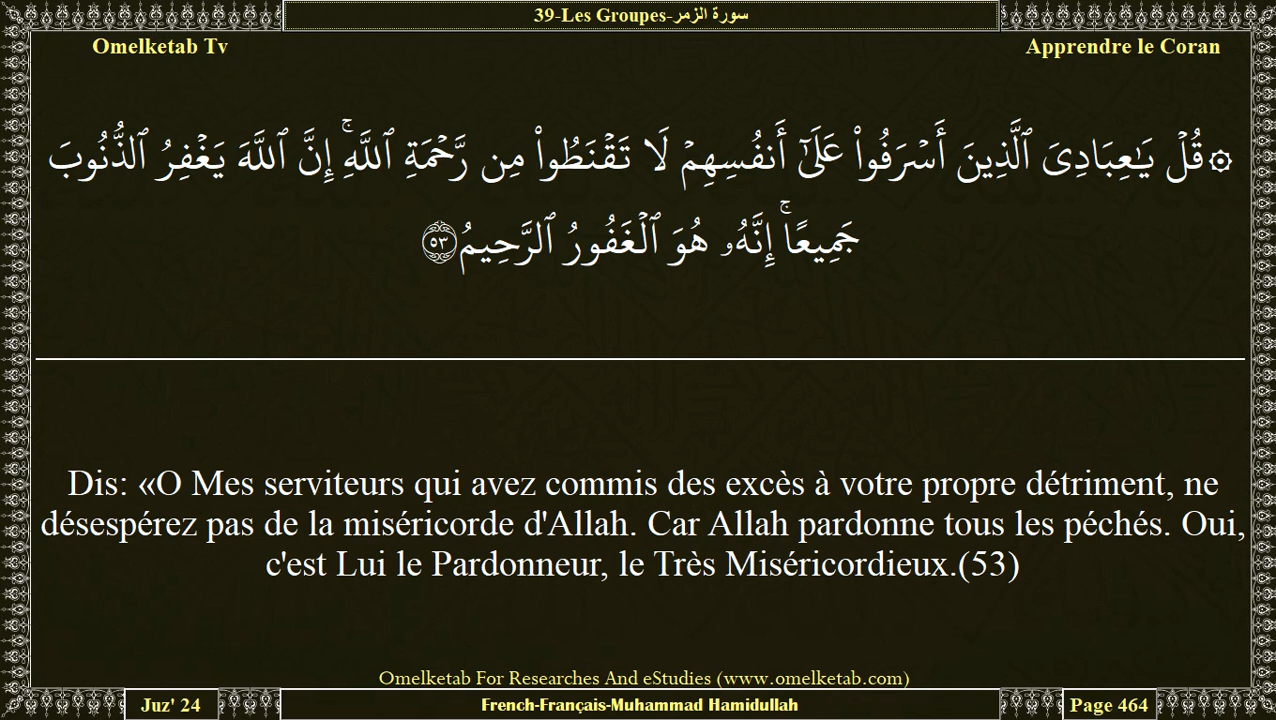 39-Les Groupes-سورة الزمر
Omelketab Tv
Apprendre le Coran
۞ قُلْ يَـٰعِبَادِىَ ٱلَّذِينَ أَسْرَفُوا۟ عَلَىٰٓ أَنفُسِهِمْ لَا تَقْنَطُوا۟ مِن رَّحْمَةِ ٱللَّهِ ۚ إِنَّ ٱللَّهَ يَغْفِرُ ٱلذُّنُوبَ
جَمِيعًا ۚ إِنَّهُۥ هُوَ ٱلْغَفُورُ ٱلرَّحِيمُ ٥٣
Dis: «O Mes serviteurs qui avez commis des excès à votre propre détriment, ne
désespérez pas de la miséricorde d'Allah. Car Allah pardonne tous les péchés. Oui,
c'est Lui le Pardonneur, le Très Miséricordieux.(53)
Omelketab For Researches And eStudies (www.omelketab.com)
Juz' 24
French-Français-Muhammad Hamidullah
Page 464